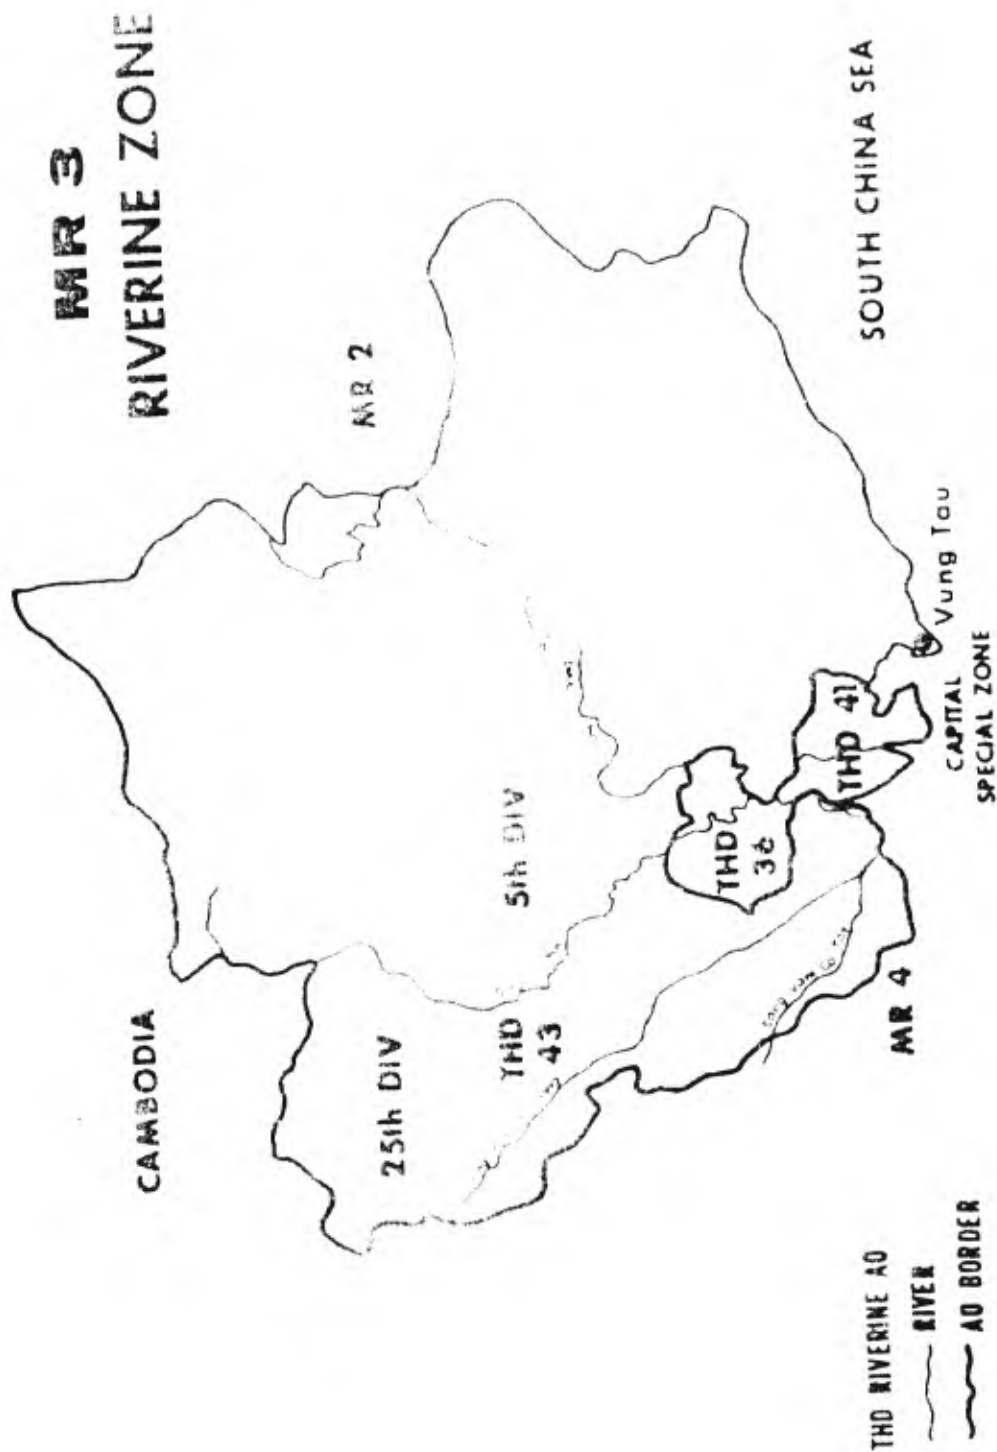 MR 3
RIVERINE ZONE
CAMBODIA
MR 2
25th DIV
5th DIV
THD
43
THD
THD 41
MR 4
CAPITAL
SPECIAL ZONE
Vung Tau
SOUTH CHINA SEA
THD RIVERINE AO
RIVER
AO BORDER